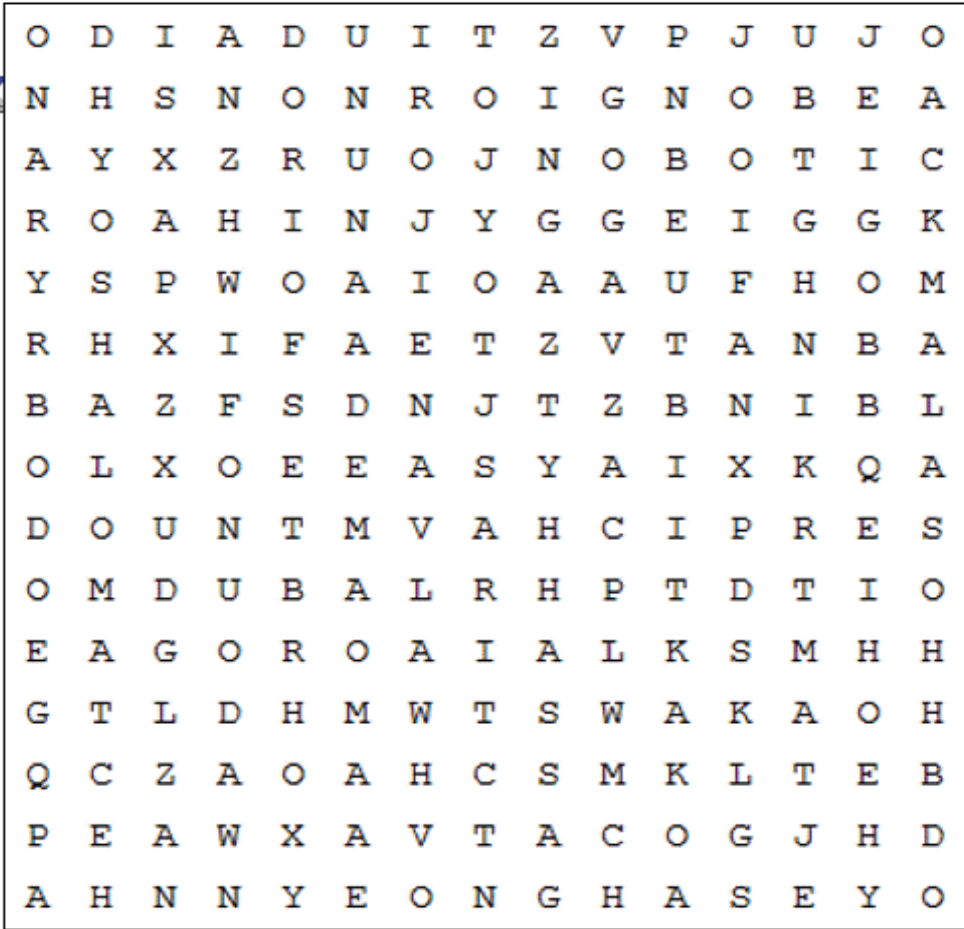 O D I A D U I T Z V P J U J O
N H S N O N R O I G N O B E A
A Y X Z R U O J N O B O T I C
R O A H I N J Y G G E I G G K
Y S P W O A I O A A U F H O M
R H X I F A E T Z V T A N B A
B A Z F S D N J T Z B N I B L
O L X O E E A S Y A I X K Q A
D O U N T M V A H C I P R E S
O M D U B A L R H P T D T I O
E A G O R O A I A L K S M H H
G T L D H M W T S W A K A O H
Q C Z A O A H C S M K L T E B
P E A W X A V T A C O G J H D
A H N N Y E O N G H A S E Y O